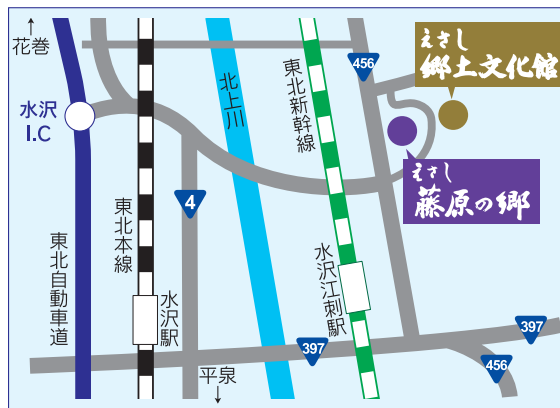 ↑
花巻
水沢
I.C
東北自動車道
東北本線
水沢駅
4
北上川
東北新幹線
水沢江刺駅
456
えさし
郷土文化館
えさし
藤原の郷
397
397
456
平泉
↓